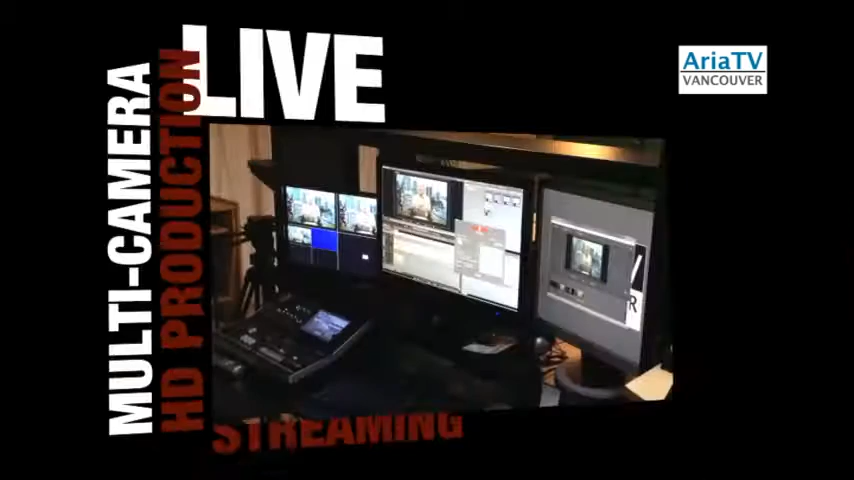 LIVE
MULTI-CAMERA
HD PRODUCTION
STREAMING
AriaTV
VANCOUVER